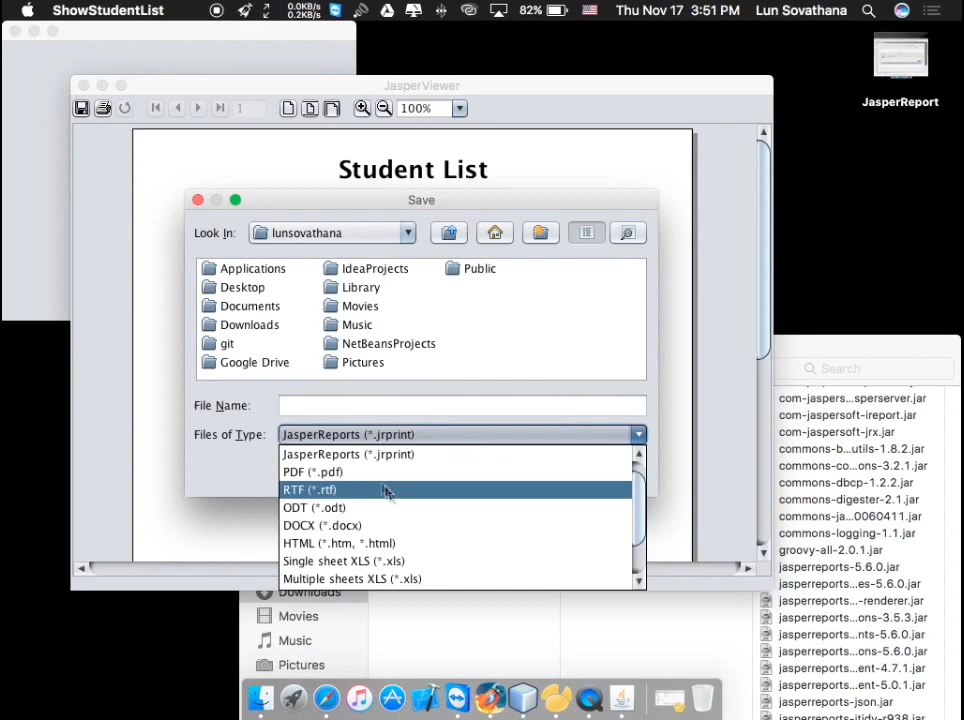 ShowStudentList 0.0KB/s 0.2KB/s 82% Thu Nov 17 3:51 PM Lun Sovathana
JasperReport
JasperViewer
1 100%
Student List
Save
Look In: lunsovathana
Applications IdeaProjects Public
Desktop Library
Documents Movies
Downloads Music
git NetBeansProjects
Google Drive Pictures
File Name:
Files of Type: JasperReports (*.jrprint)
JasperReports (*.jrprint)
PDF (*.pdf)
RTF (*.rtf)
ODT (*.odt)
DOCX (*.docx)
HTML (*.htm, *.html)
Single sheet XLS (*.xls)
Multiple sheets XLS (*.xls)
Downloads
Movies
Music
Pictures
Search
com-jaspers...sperserver.jar
com-jaspersoft-ireport.jar
com-jaspersoft-jrx.jar
commons-b...utils-1.8.2.jar
commons-co...ons-3.2.1.jar
commons-dbcp-1.2.2.jar
commons-digester-2.1.jar
commons-ja...0060411.jar
commons-logging-1.1.jar
groovy-all-2.0.1.jar
jasperreports-5.6.0.jar
jasperreports...es-5.6.0.jar
jasperreports...-renderer.jar
jasperreports...ons-3.5.3.jar
jasperreports...nts-5.6.0.jar
jasperreports...ons-5.6.0.jar
jasperreports...ent-4.7.1.jar
jasperreports...ent-5.0.1.jar
jasperreports-json.jar
jasperreports-jtidy-r938.jar